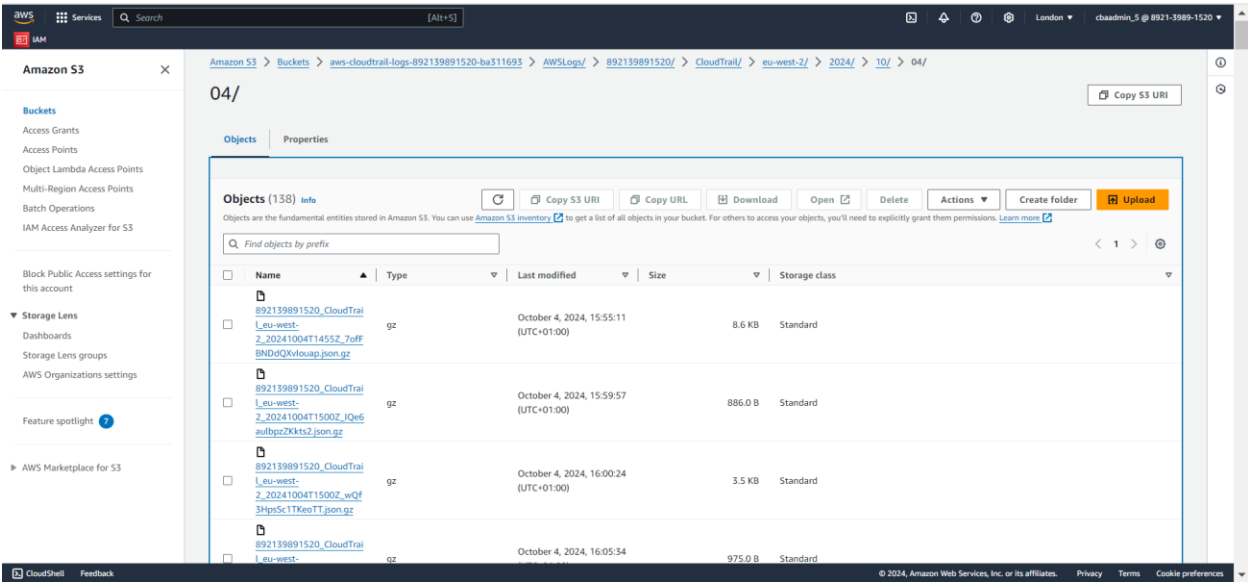 aws
Services
Search
[Alt+S]
London ▼
cbaadmin_5 @ 8921-3989-1520 ▼
IAM
Amazon S3
Buckets
Access Grants
Access Points
Object Lambda Access Points
Multi-Region Access Points
Batch Operations
IAM Access Analyzer for S3
Block Public Access settings for
this account
Storage Lens
Dashboards
Storage Lens groups
AWS Organizations settings
Feature spotlight 7
AWS Marketplace for S3
Amazon S3 > Buckets > aws-cloudtrail-logs-892139891520-ba311693 > AWSLogs/ > 892139891520/ > CloudTrail/ > eu-west-2/ > 2024/ > 10/ > 04/
04/
Copy S3 URI
Objects
Properties
Objects (138) Info
Copy S3 URI
Copy URL
Download
Open
Delete
Actions ▼
Create folder
Upload
Objects are the fundamental entities stored in Amazon S3. You can use Amazon S3 inventory to get a list of all objects in your bucket. For others to access your objects, you'll need to explicitly grant them permissions. Learn more
Find objects by prefix
< 1 >
Name
Type
Last modified
Size
Storage class
892139891520_CloudTrai
l_eu-west-
2_20241004T1455Z_7ofF
BNDdQXvlouap.json.gz
gz
October 4, 2024, 15:55:11
(UTC+01:00)
8.6 KB
Standard
892139891520_CloudTrai
l_eu-west-
2_20241004T1500Z_IQe6
aulbpzZKkts2.json.gz
gz
October 4, 2024, 15:59:57
(UTC+01:00)
886.0 B
Standard
892139891520_CloudTrai
l_eu-west-
2_20241004T1500Z_wQf
3HpsSc1TKeoTT.json.gz
gz
October 4, 2024, 16:00:24
(UTC+01:00)
3.5 KB
Standard
892139891520_CloudTrai
l_eu-west-
gz
October 4, 2024, 16:05:34
975.0 B
Standard
CloudShell
Feedback
© 2024, Amazon Web Services, Inc. or its affiliates.
Privacy
Terms
Cookie preferences